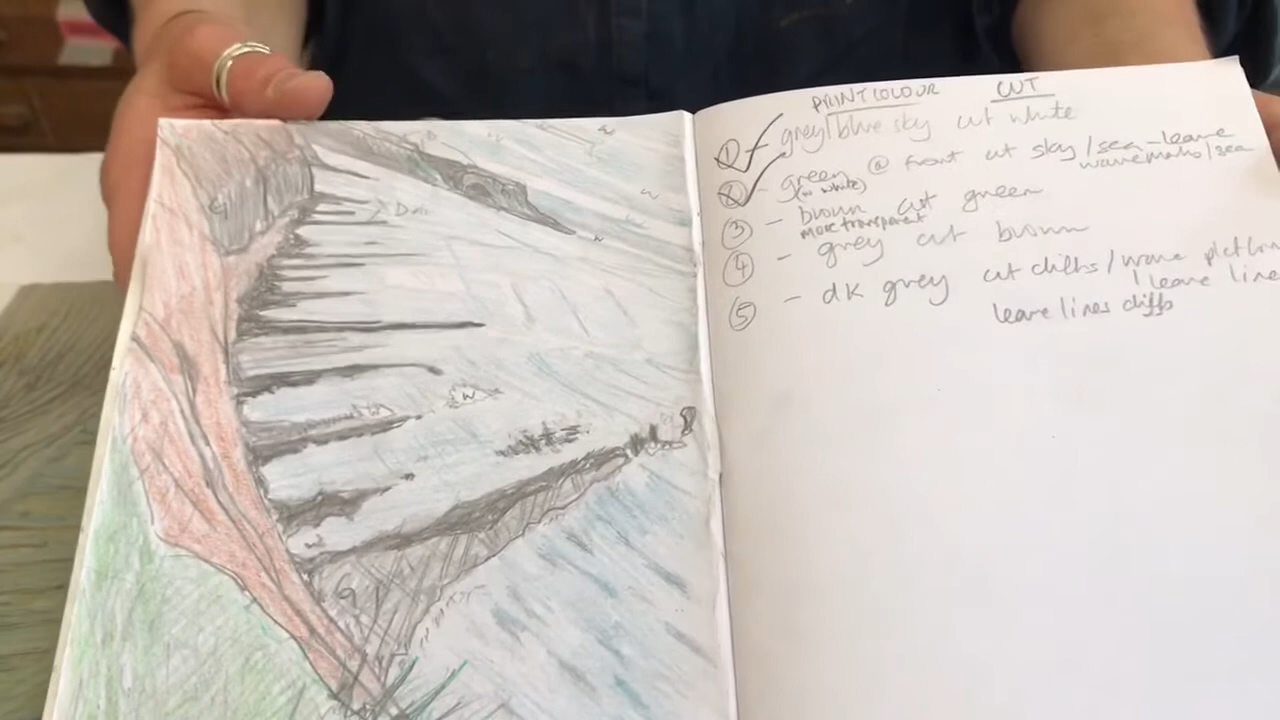 PRINT COLOUR CUT
① grey/blue sky cut white
② - green @ front cut sky/sea - leave
(w white) wavemarks/sea
③ - brown cut green
more transparent
④ - grey cut brown
⑤ - dk grey cut cliffs/wave
leave line
leave lines cliffs
W
W
W
W
W
W
G
G